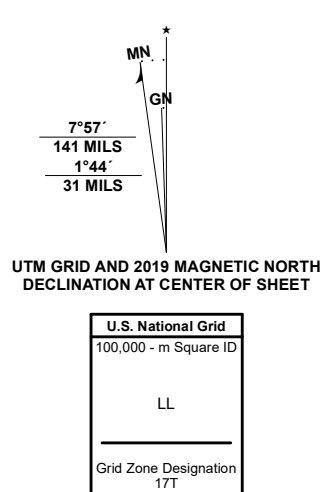 ★
MN
GN
7°57´
141 MILS
1°44´
31 MILS
UTM GRID AND 2019 MAGNETIC NORTH
DECLINATION AT CENTER OF SHEET
U.S. National Grid
100,000 - m Square ID
LL
Grid Zone Designation
17T